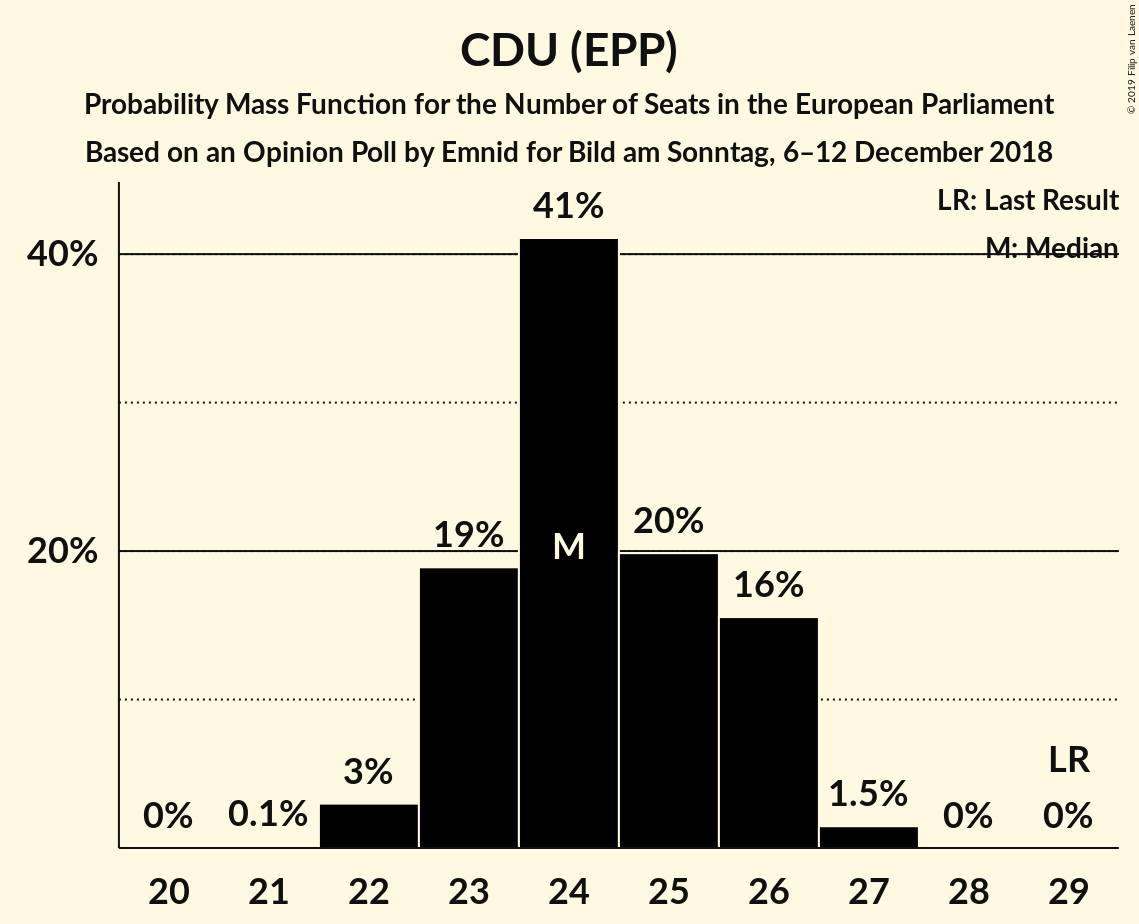 CDU (EPP)
Probability Mass Function for the Number of Seats in the European Parliament
Based on an Opinion Poll by Emnid for Bild am Sonntag, 6–12 December 2018
© 2019 Filip van Laenen
LR: Last Result
M: Median
40%
20%
0%
0.1%
3%
19%
41%
M
20%
16%
1.5%
0%
LR
0%
20 21 22 23 24 25 26 27 28 29